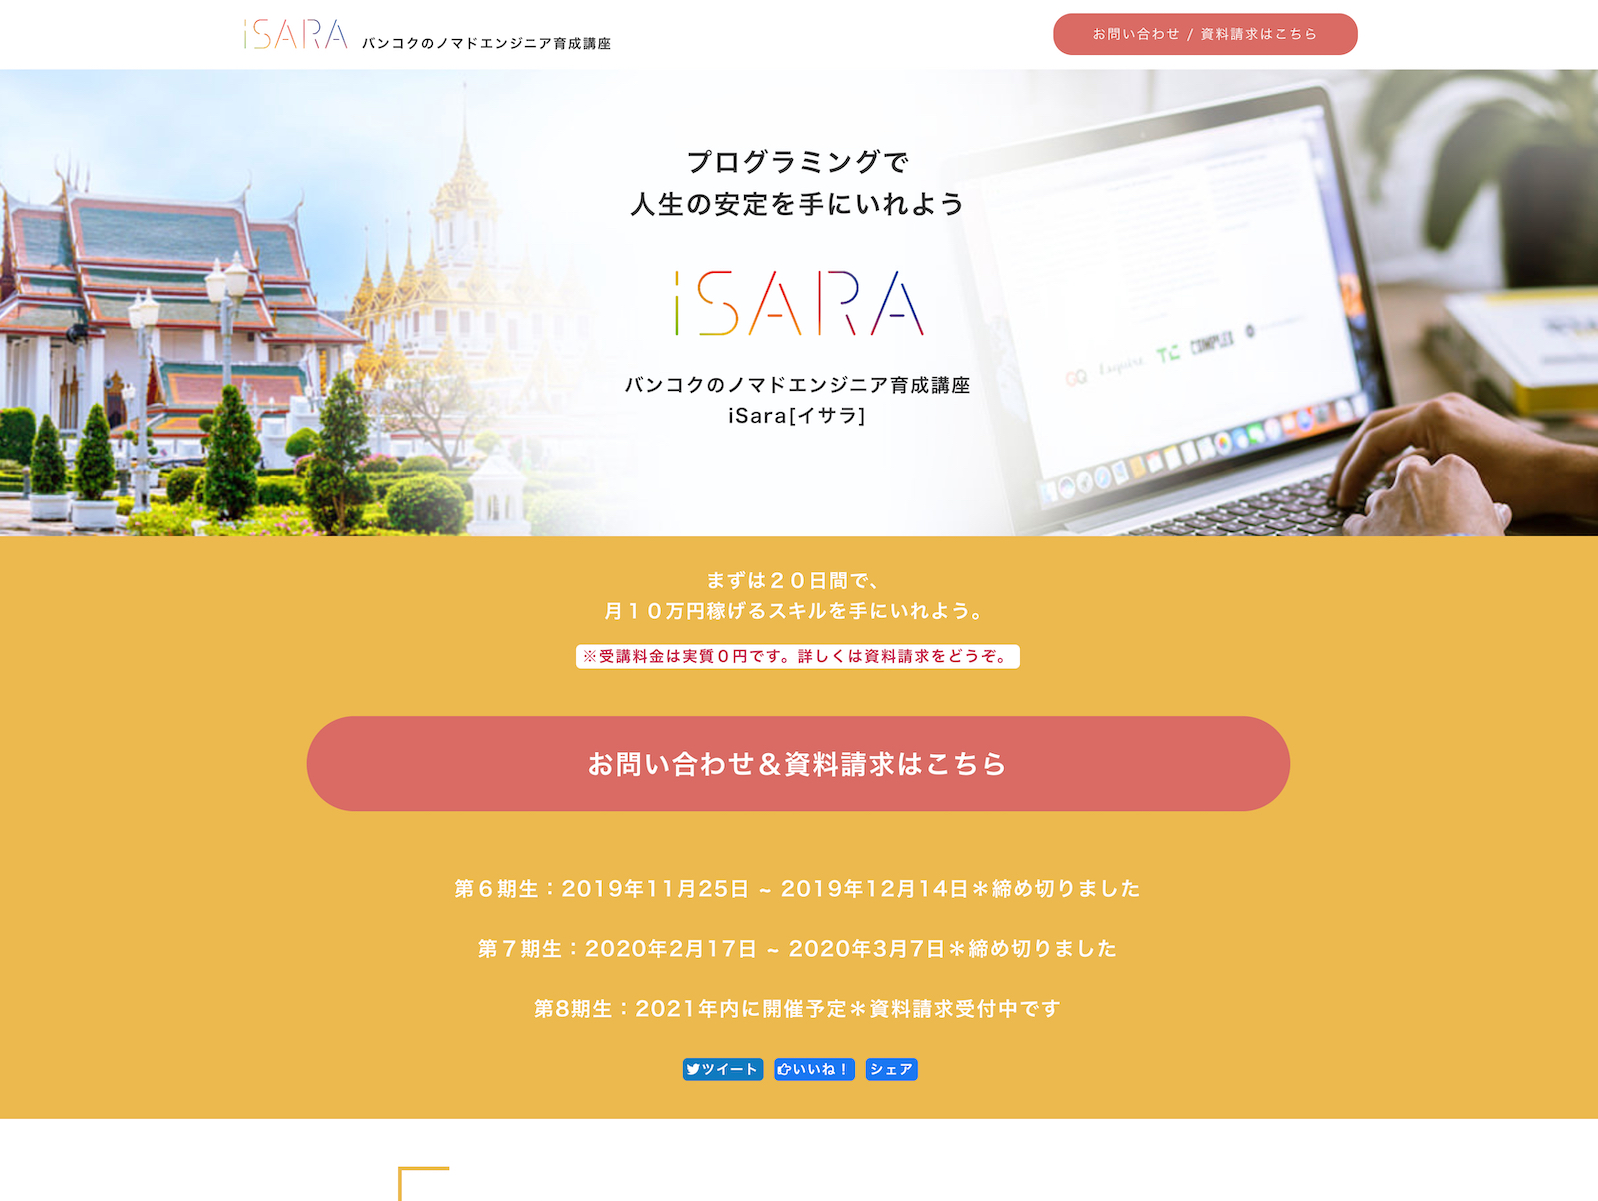 iSARA バンコクのノマドエンジニア育成講座
お問い合わせ / 資料請求はこちら
プログラミングで
人生の安定を手にいれよう
iSARA
バンコクのノマドエンジニア育成講座
iSara[イサラ]
GQ Esquire TC COMPLEX
まずは２０日間で、
月１０万円稼げるスキルを手にいれよう。
※受講料金は実質０円です。詳しくは資料請求をどうぞ。
お問い合わせ＆資料請求はこちら
第６期生：2019年11月25日 ~ 2019年12月14日＊締め切りました
第７期生：2020年2月17日 ~ 2020年3月7日＊締め切りました
第8期生：2021年内に開催予定＊資料請求受付中です
ツイート いいね！ シェア